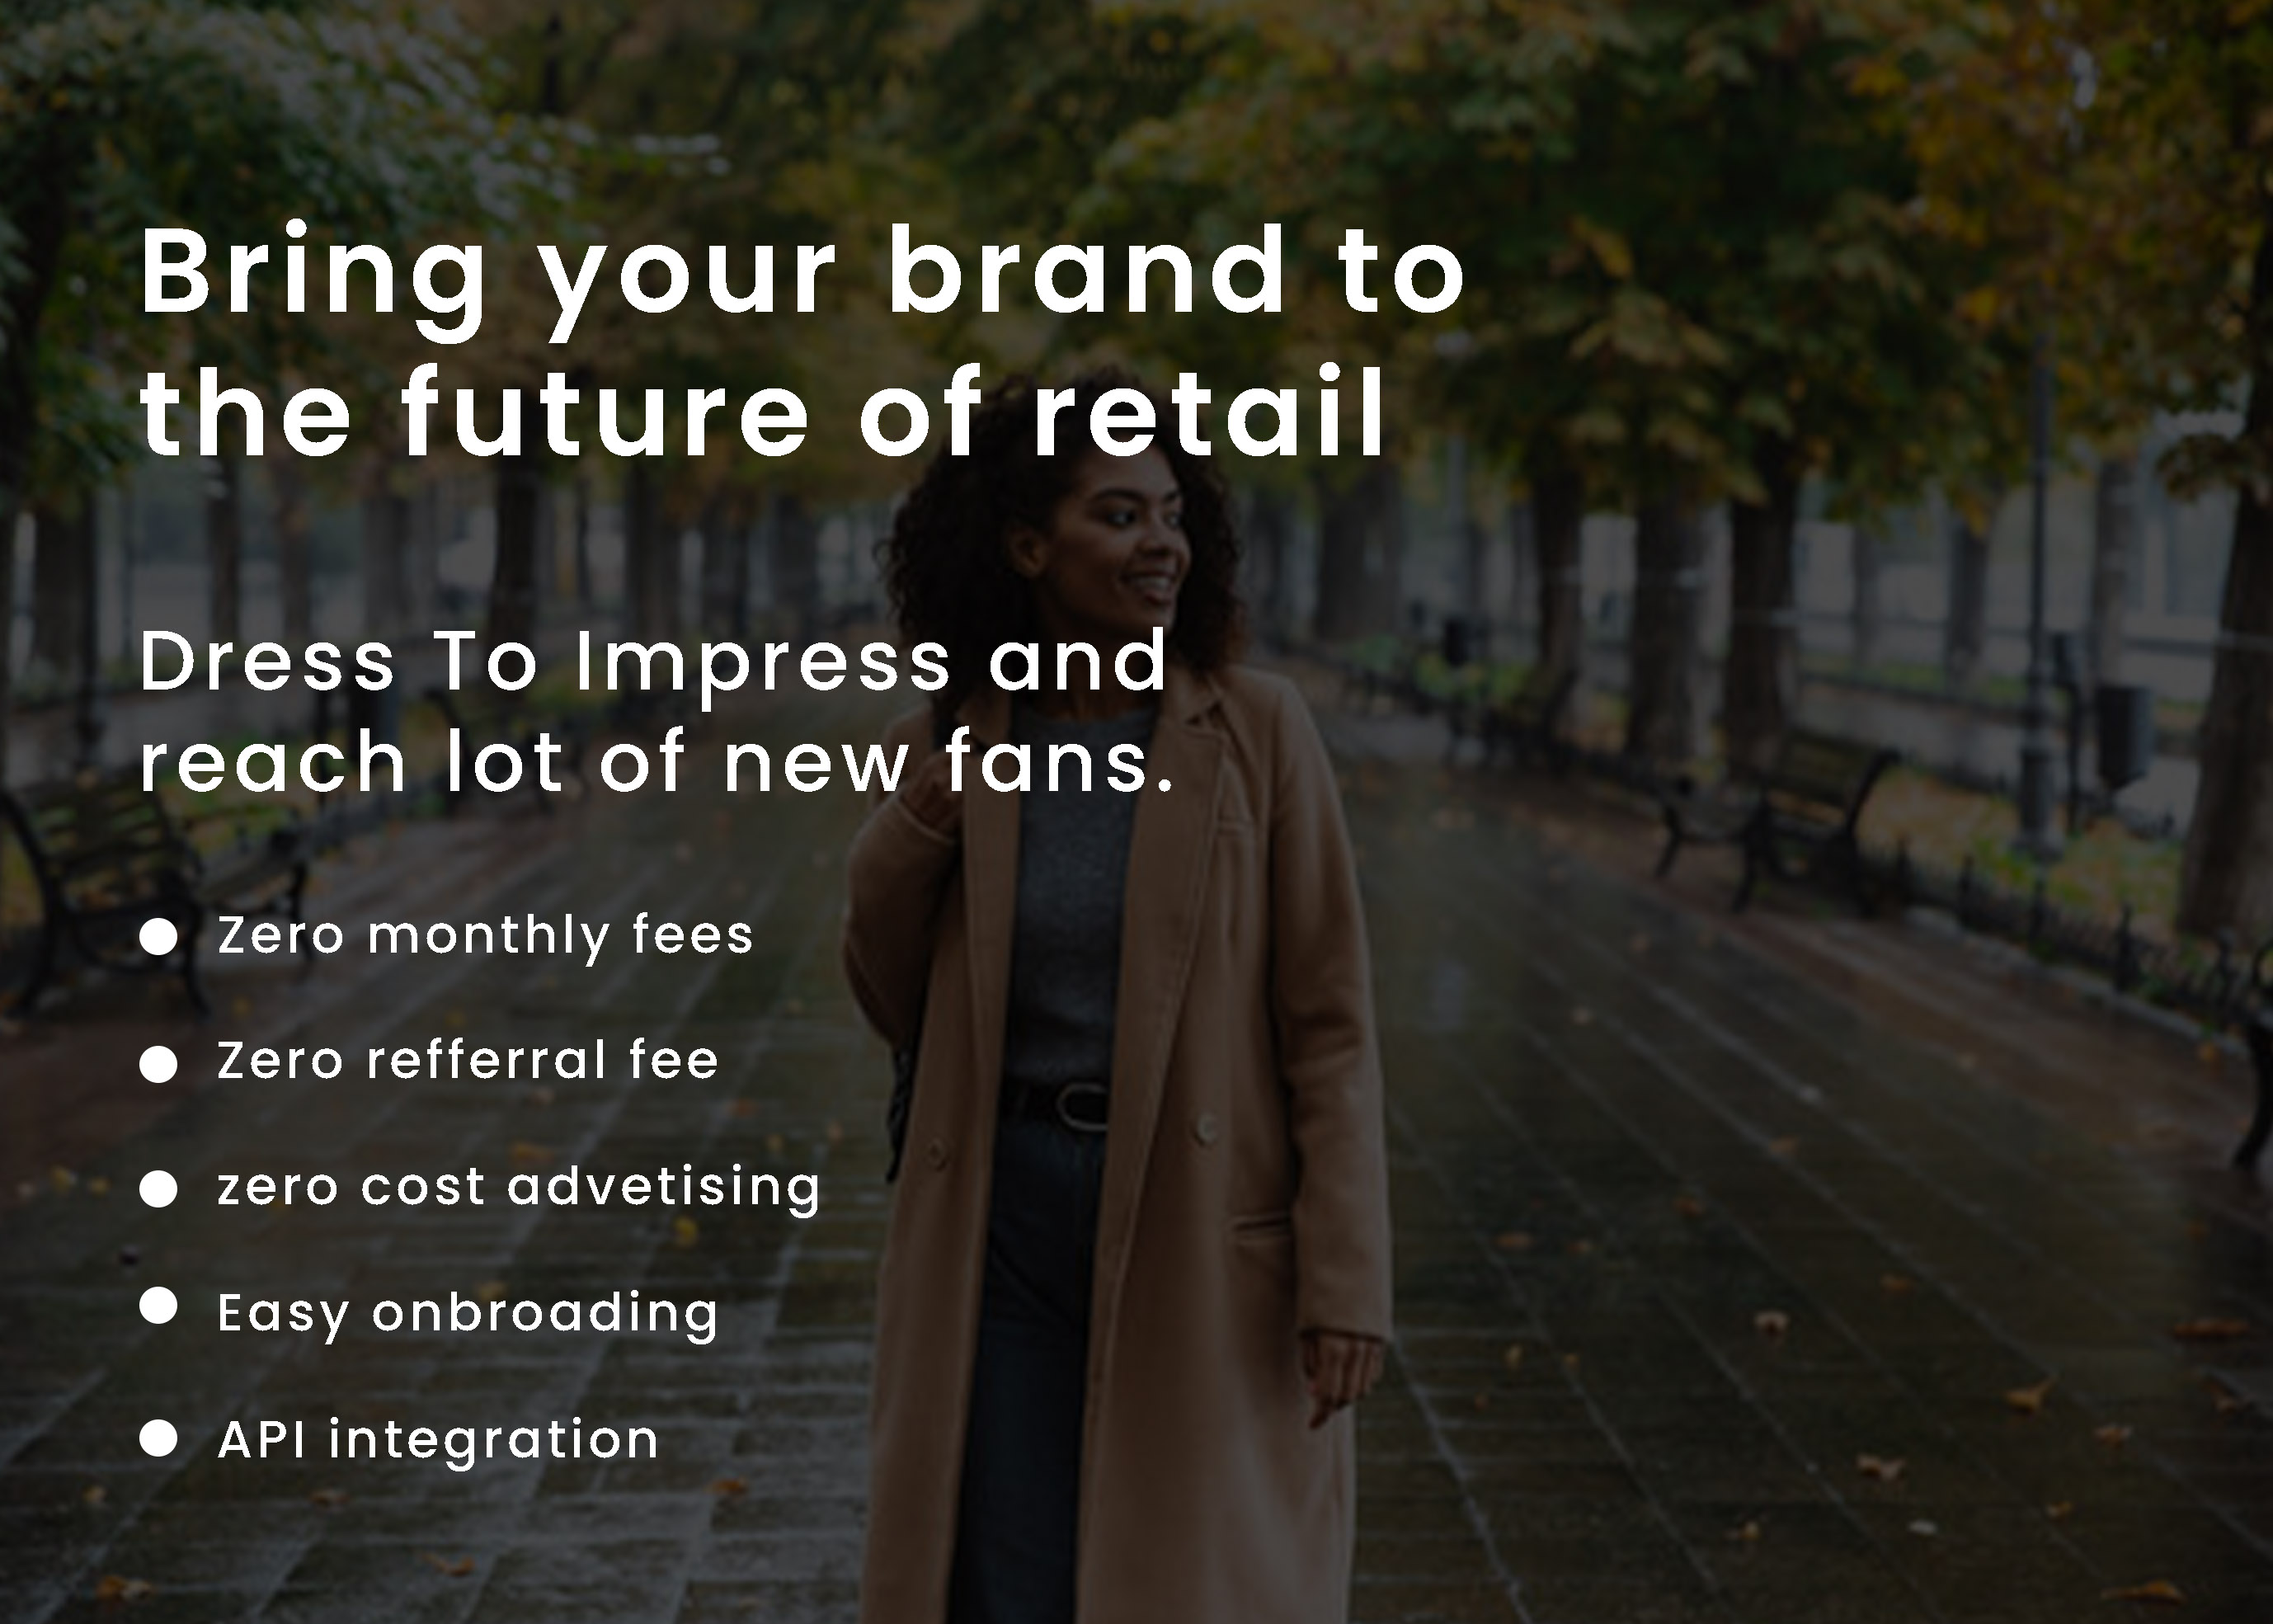 Bring your brand to
the future of retail
Dress To Impress and
reach lot of new fans.
Zero monthly fees
Zero refferral fee
zero cost advetising
Easy onbroading
API integration